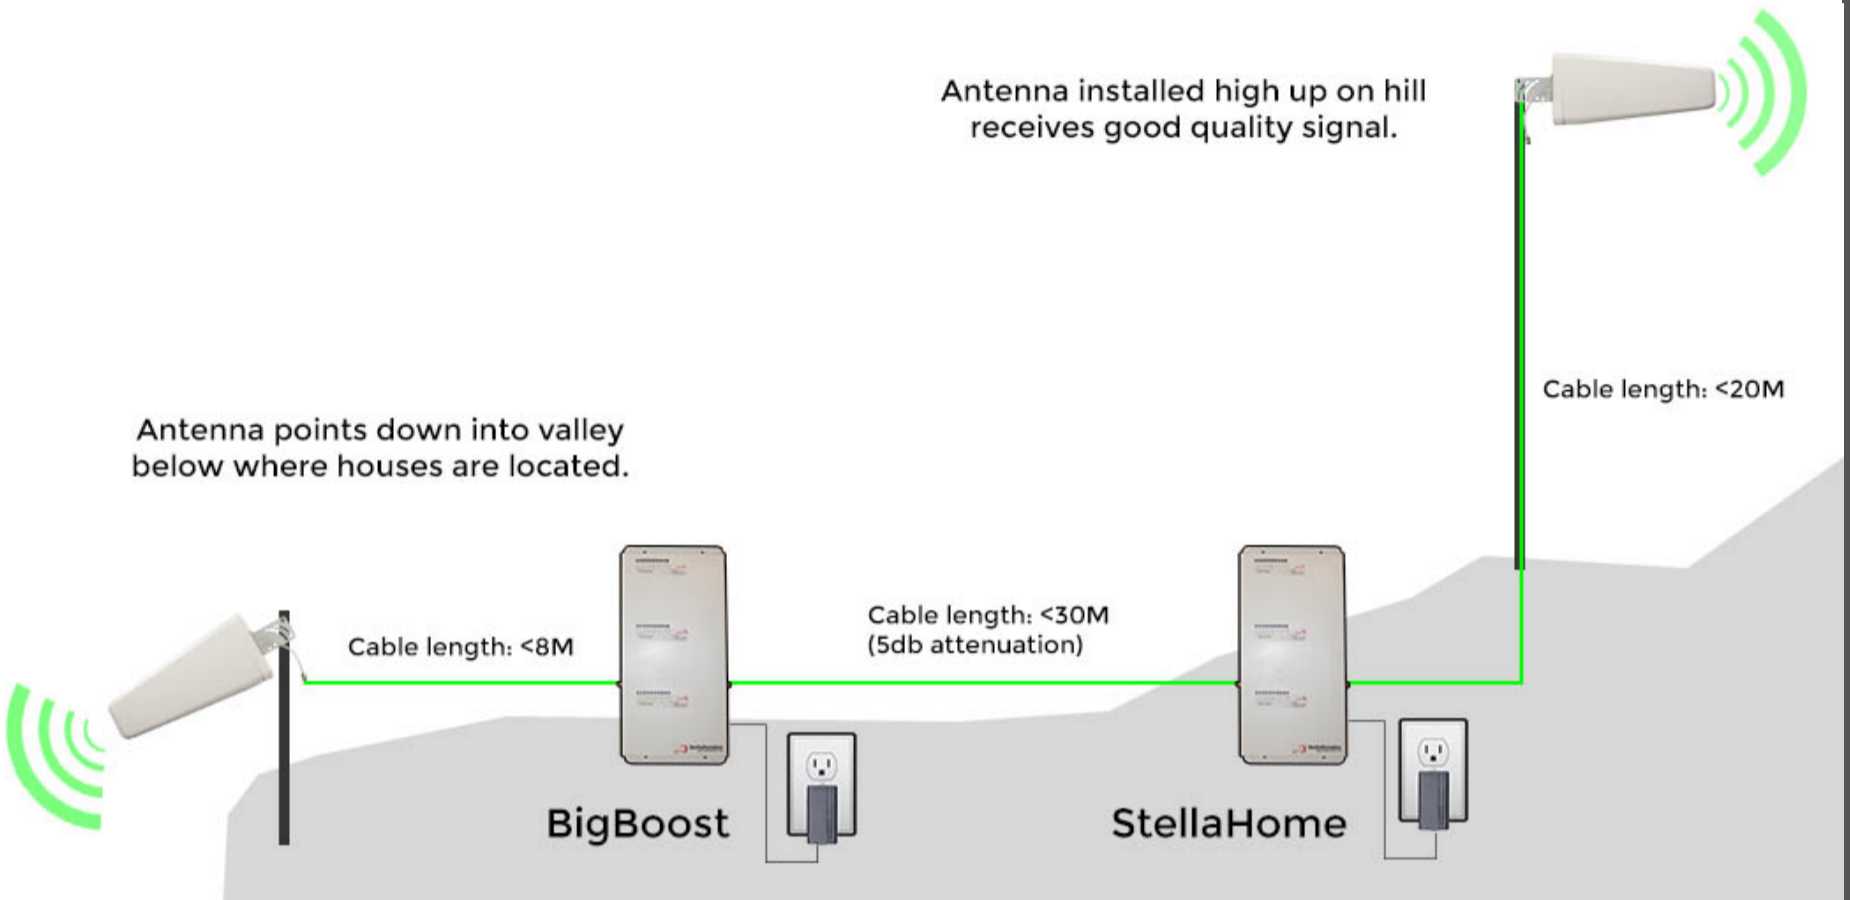 Antenna installed high up on hill
receives good quality signal.
Cable length: <20M
Antenna points down into valley
below where houses are located.
Cable length: <8M
Cable length: <30M
(5db attenuation)
BigBoost
StellaHome